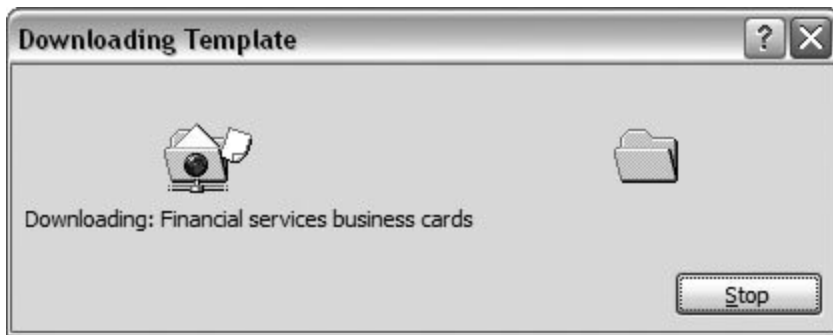 Downloading Template
?
Downloading: Financial services business cards
Stop